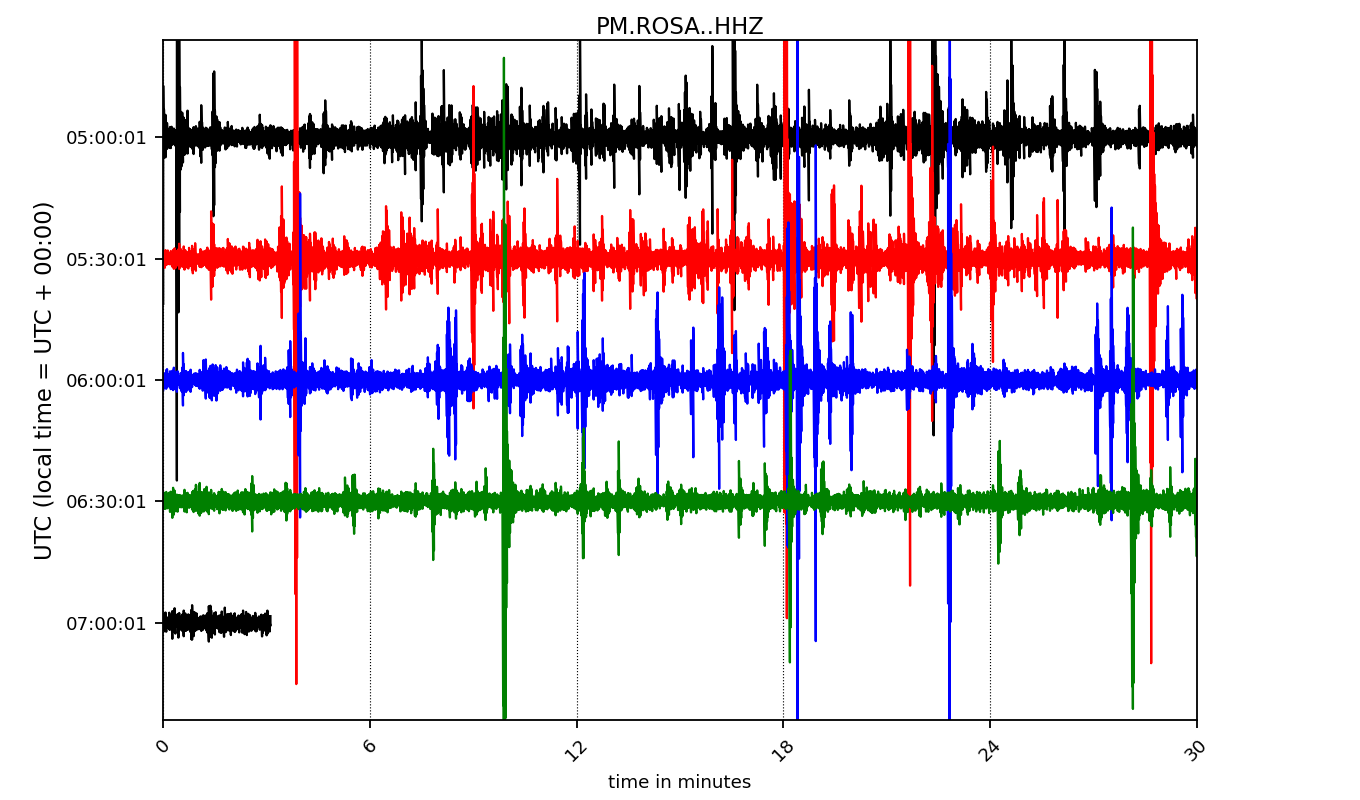 PM.ROSA..HHZ
UTC (local time = UTC + 00:00)
05:00:01
05:30:01
06:00:01
06:30:01
07:00:01
0 6 12 18 24 30
time in minutes